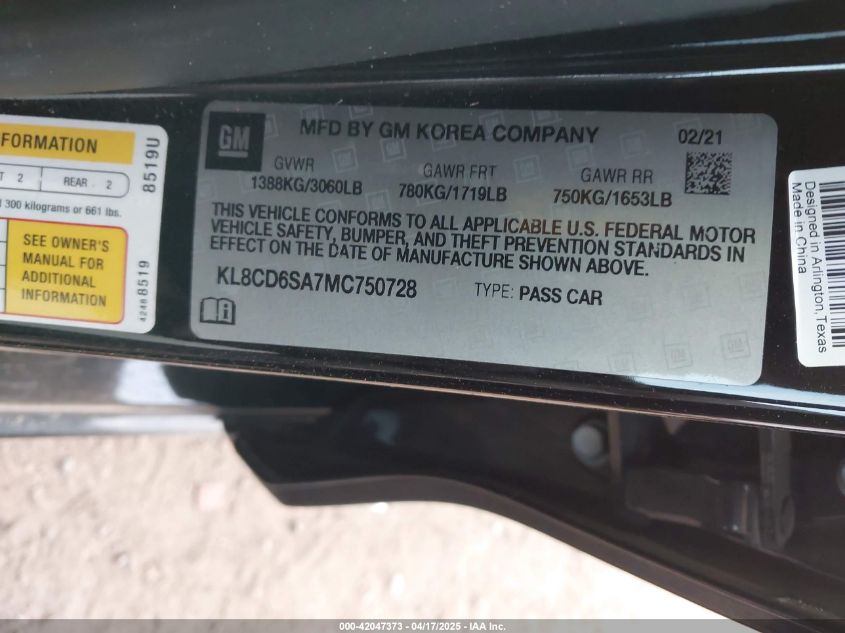 FORMATION
T 2 REAR 2
300 kilograms or 661 lbs.
SEE OWNER'S
MANUAL FOR
ADDITIONAL
INFORMATION
8519U
42468519
GM
MFD BY GM KOREA COMPANY 02/21
GVWR GAWR FRT GAWR RR
1388KG/3060LB 780KG/1719LB 750KG/1653LB
THIS VEHICLE CONFORMS TO ALL APPLICABLE U.S. FEDERAL MOTOR
VEHICLE SAFETY, BUMPER, AND THEFT PREVENTION STANDARDS IN
EFFECT ON THE DATE OF MANUFACTURE SHOWN ABOVE.
KL8CD6SA7MC750728 TYPE: PASS CAR
Designed in Arlington, Texas
Made in China
000-42047373 - 04/17/2025 - IAA Inc.